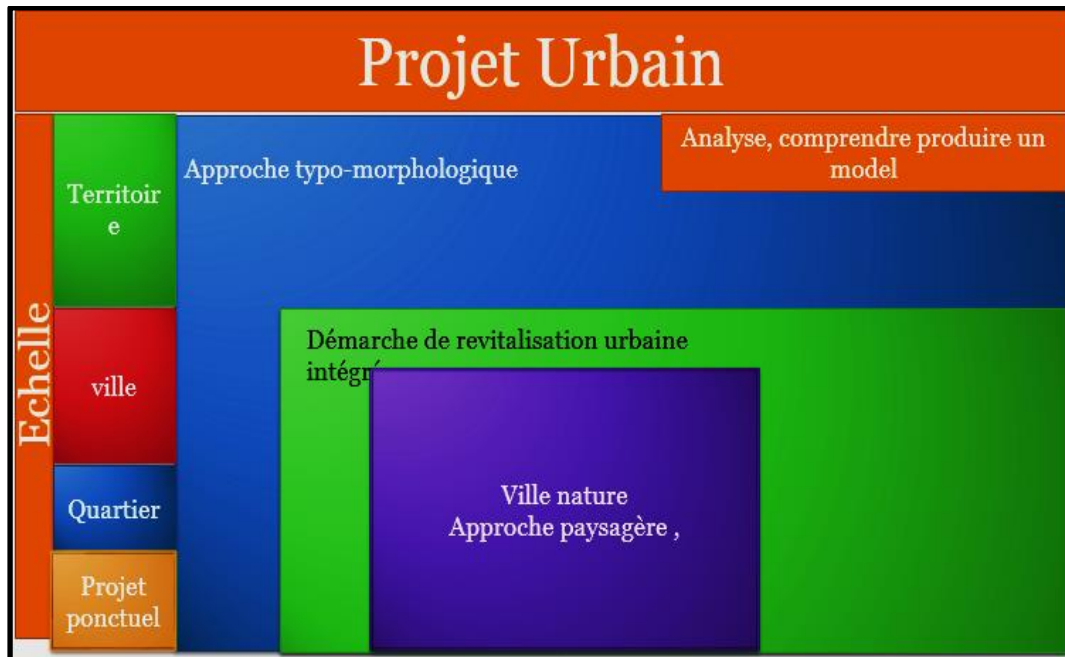 Projet Urbain
Echelle
Territoir
e
Approche typo-morphologique
Analyse, comprendre produire un
model
ville
Démarche de revitalisation urbaine
Quartier
Ville nature
Approche paysagère ,
Projet
ponctuel